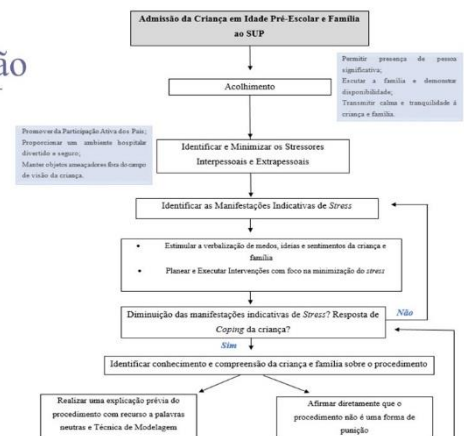 Admissão da Criança em Idade Pré-Escolar e Família
ao SUP
ão
Permitir presença da pessoa
significativa;
Escutar a família e demonstrar
disponibilidade;
Transmitir calma e tranquilidade à
criança e família.
Acolhimento
Promover da Participação Ativa dos Pais;
Proporcionar um ambiente hospitalar
divertido e seguro;
Manter objetos ameaçadores fora do campo
de visão da criança.
Identificar e Minimizar os Stressores
Interpessoais e Extrapessoais
Identificar as Manifestações Indicativas de Stress
• Estimular a verbalização de medos, ideias e sentimentos da criança e
família
• Planear e Executar Intervenções com foco na minimização do stress
Diminuição das manifestações indicativas de Stress? Resposta de
Coping da criança?
Não
Sim
Identificar conhecimento e compreensão da criança e família sobre o procedimento
Realizar uma explicação prévia do
procedimento com recurso a palavras
neutras e Técnica de Modelagem
Afirmar diretamente que o
procedimento não é uma forma de
punição